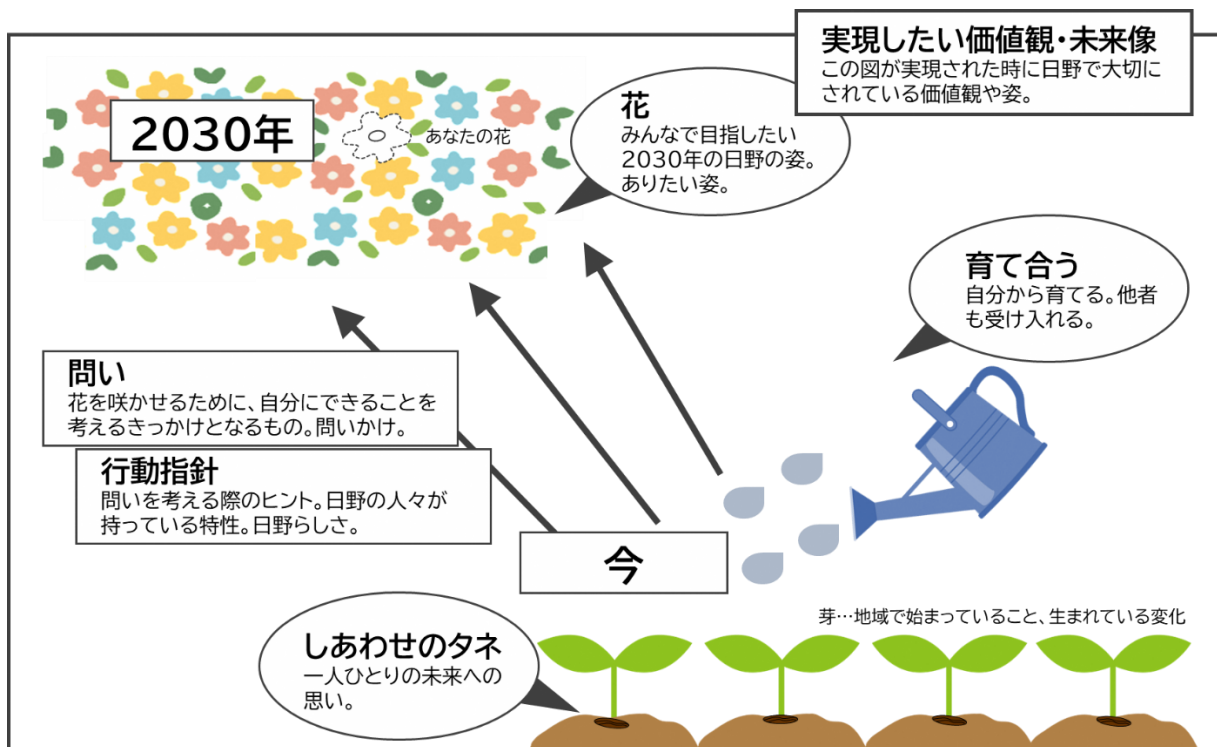 実現したい価値観・未来像
この図が実現された時に日野で大切に
されている価値観や姿。
2030年
あなたの花
花
みんなで目指したい
2030年の日野の姿。
ありたい姿。
育て合う
自分から育てる。他者
も受け入れる。
問い
花を咲かせるために、自分にできることを
考えるきっかけとなるもの。問いかけ。
行動指針
問いを考える際のヒント。日野の人々が
持っている特性。日野らしさ。
今
芽…地域で始まっていること、生まれている変化
しあわせのタネ
一人ひとりの未来への
思い。